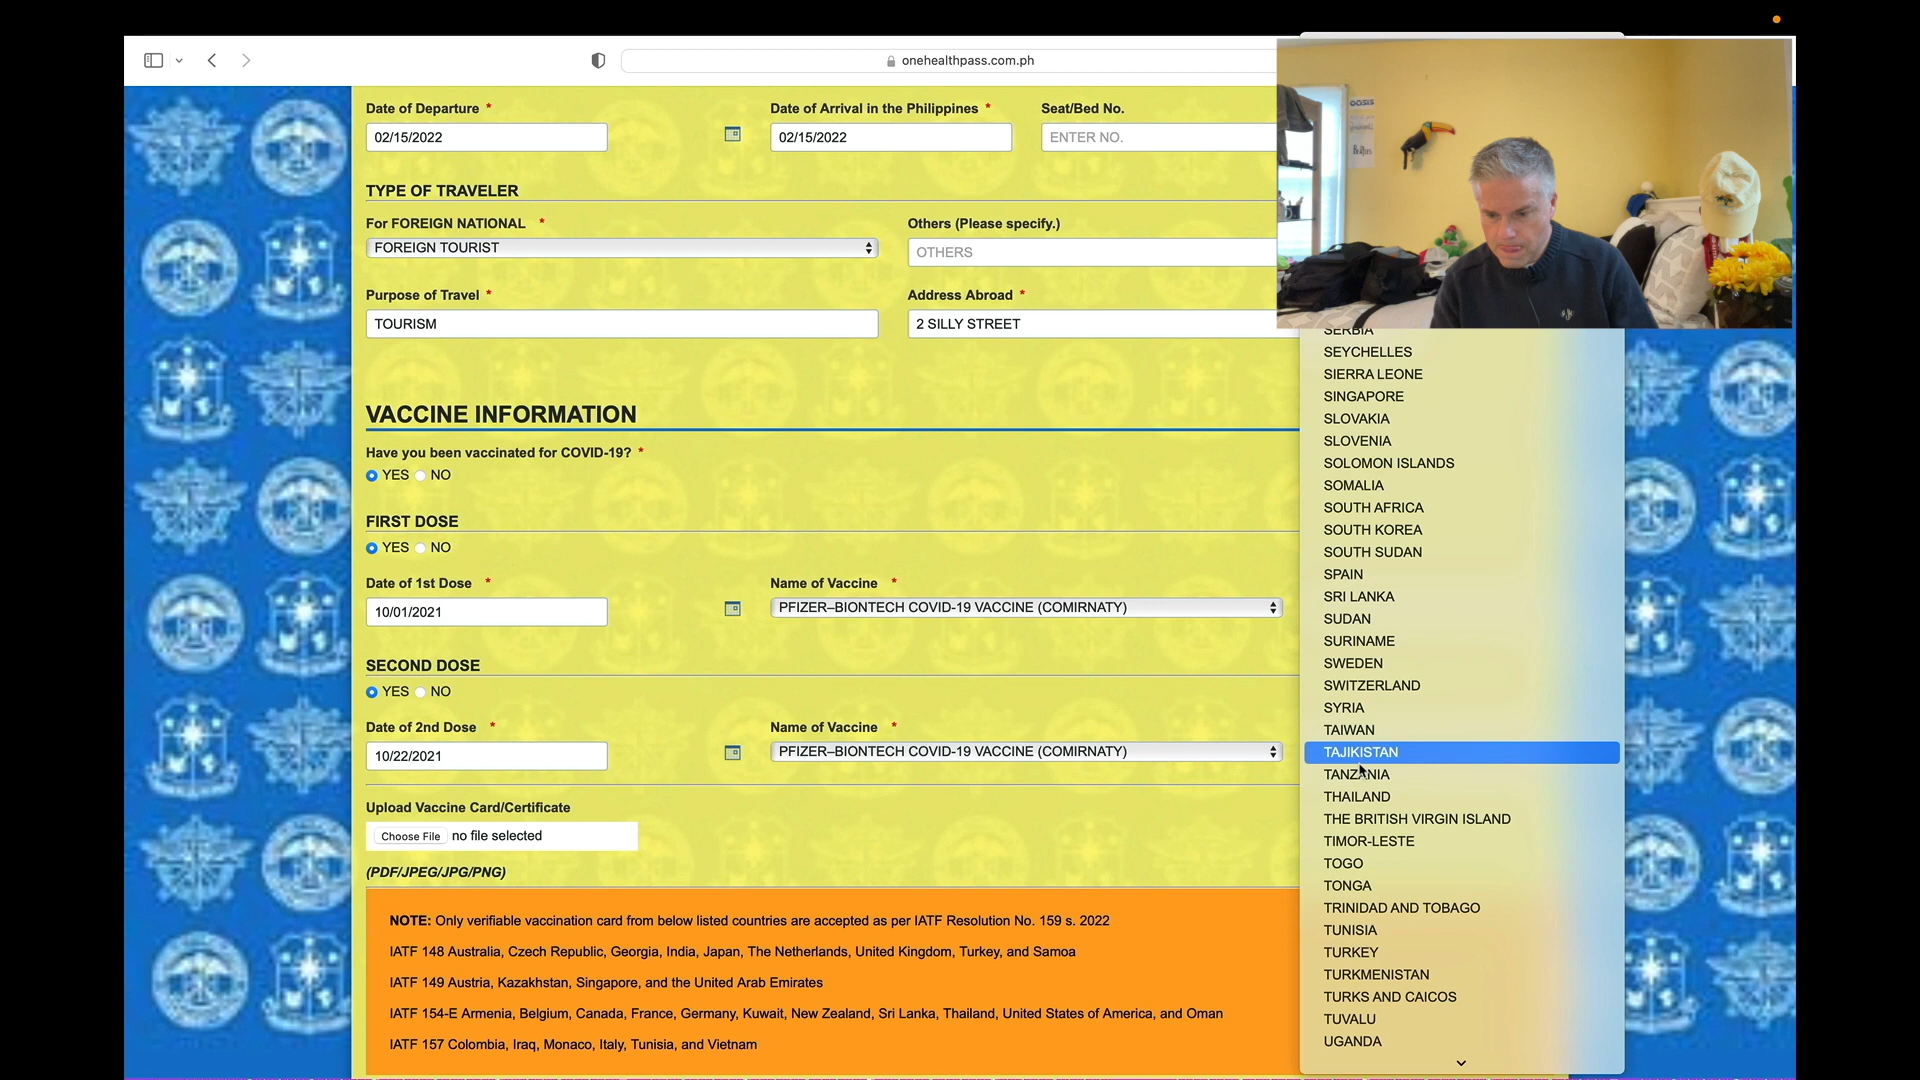 onehealthpass.com.ph
Date of Departure *
Date of Arrival in the Philippines *
Seat/Bed No.
02/15/2022
02/15/2022
ENTER NO.
TYPE OF TRAVELER
For FOREIGN NATIONAL *
Others (Please specify.)
FOREIGN TOURIST
OTHERS
Purpose of Travel *
Address Abroad *
TOURISM
2 SILLY STREET
VACCINE INFORMATION
Have you been vaccinated for COVID-19? *
YES NO
FIRST DOSE
YES NO
Date of 1st Dose *
Name of Vaccine *
10/01/2021
PFIZER–BIONTECH COVID-19 VACCINE (COMIRNATY)
SECOND DOSE
YES NO
Date of 2nd Dose *
Name of Vaccine *
10/22/2021
PFIZER–BIONTECH COVID-19 VACCINE (COMIRNATY)
Upload Vaccine Card/Certificate
Choose File no file selected
(PDF/JPEG/JPG/PNG)
NOTE: Only verifiable vaccination card from below listed countries are accepted as per IATF Resolution No. 159 s. 2022
IATF 148 Australia, Czech Republic, Georgia, India, Japan, The Netherlands, United Kingdom, Turkey, and Samoa
IATF 149 Austria, Kazakhstan, Singapore, and the United Arab Emirates
IATF 154-E Armenia, Belgium, Canada, France, Germany, Kuwait, New Zealand, Sri Lanka, Thailand, United States of America, and Oman
IATF 157 Colombia, Iraq, Monaco, Italy, Tunisia, and Vietnam
oasis
SERBIA
SEYCHELLES
SIERRA LEONE
SINGAPORE
SLOVAKIA
SLOVENIA
SOLOMON ISLANDS
SOMALIA
SOUTH AFRICA
SOUTH KOREA
SOUTH SUDAN
SPAIN
SRI LANKA
SUDAN
SURINAME
SWEDEN
SWITZERLAND
SYRIA
TAIWAN
TAJIKISTAN
TANZANIA
THAILAND
THE BRITISH VIRGIN ISLAND
TIMOR-LESTE
TOGO
TONGA
TRINIDAD AND TOBAGO
TUNISIA
TURKEY
TURKMENISTAN
TURKS AND CAICOS
TUVALU
UGANDA